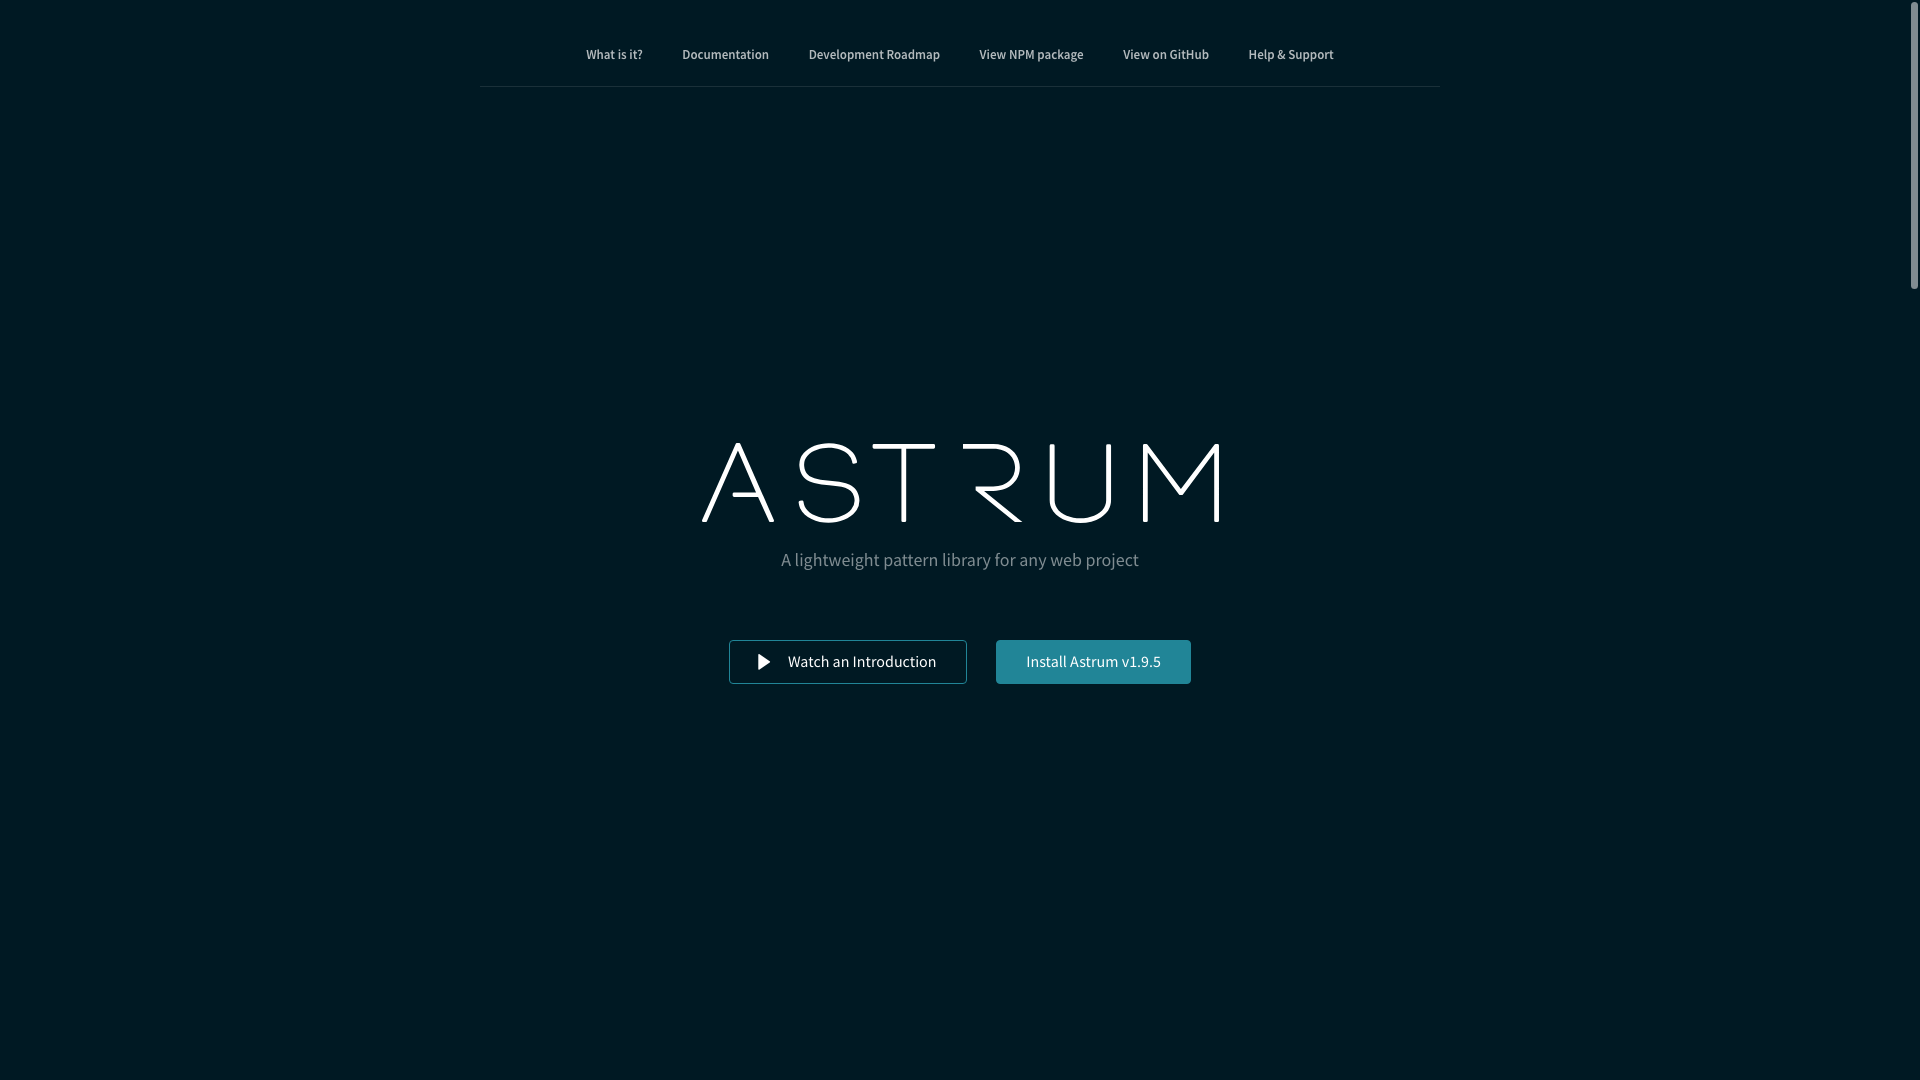 What is it? Documentation Development Roadmap View NPM package View on GitHub Help & Support
ASTRUM
A lightweight pattern library for any web project
Watch an Introduction Install Astrum v1.9.5